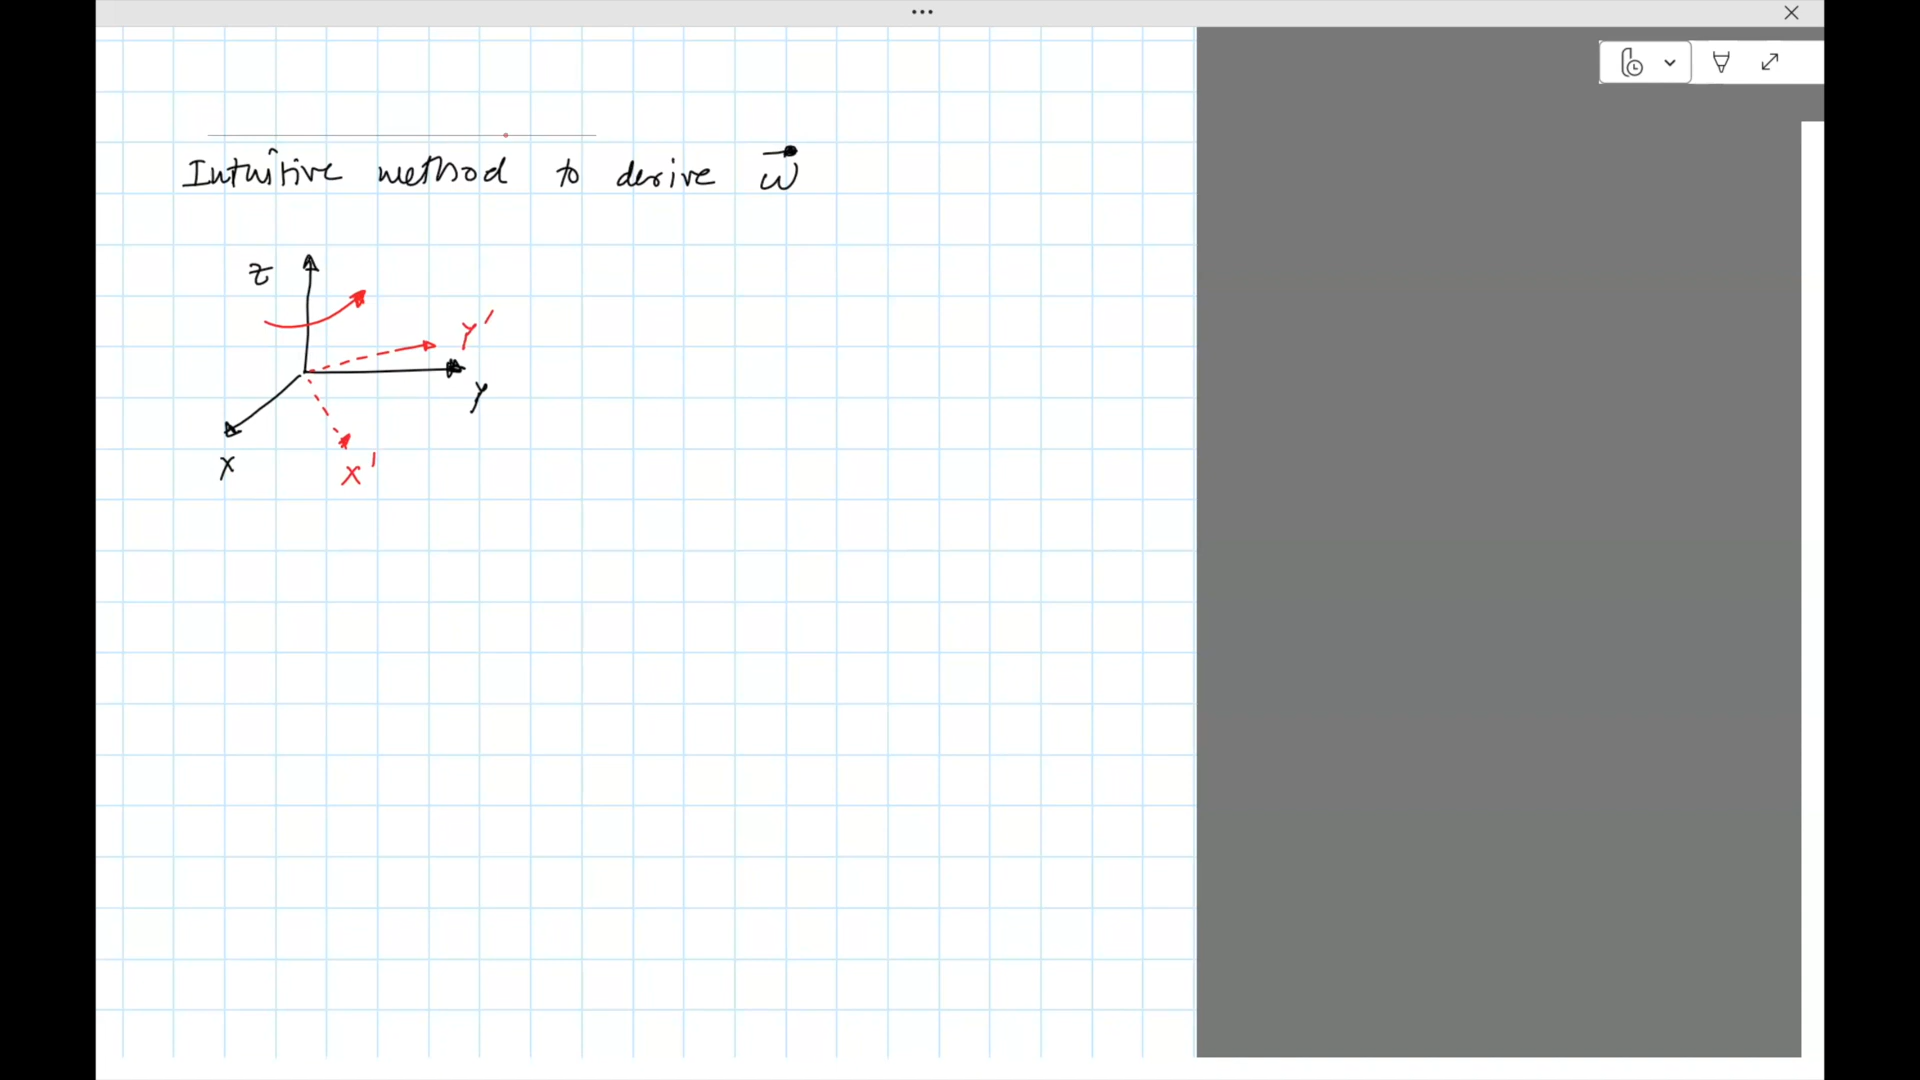 Intuitive method to derive ω⃗
z
y'
y
x
x'